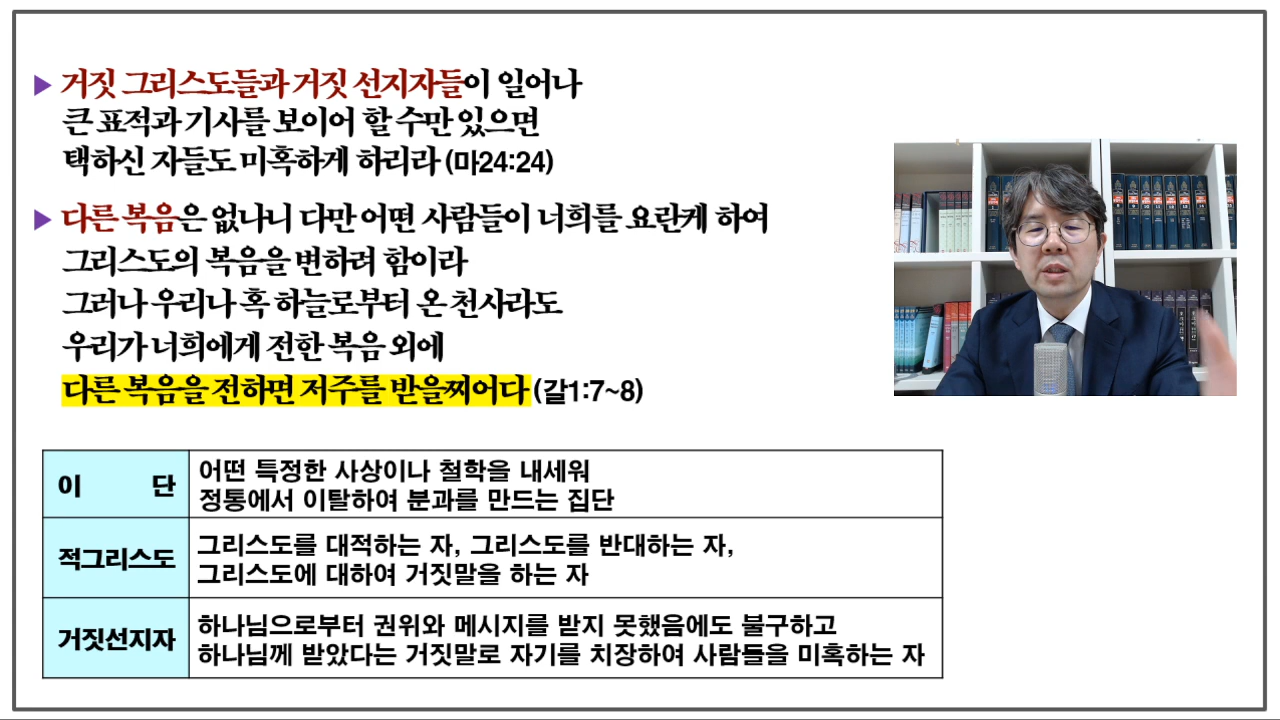 ▶ 거짓 그리스도들과 거짓 선지자들이 일어나
큰 표적과 기사를 보이어 할 수만 있으면
택하신 자들도 미혹하게 하리라 (마24:24)
▶ 다른 복음은 없나니 다만 어떤 사람들이 너희를 요란케 하여
그리스도의 복음을 변하려 함이라
그러나 우리나 혹 하늘로부터 온 천사라도
우리가 너희에게 전한 복음 외에
다른 복음을 전하면 저주를 받을찌어다 (갈1:7~8)
이 단
어떤 특정한 사상이나 철학을 내세워
정통에서 이탈하여 분과를 만드는 집단
적그리스도
그리스도를 대적하는 자, 그리스도를 반대하는 자,
그리스도에 대하여 거짓말을 하는 자
거짓선지자
하나님으로부터 권위와 메시지를 받지 못했음에도 불구하고
하나님께 받았다는 거짓말로 자기를 치장하여 사람들을 미혹하는 자